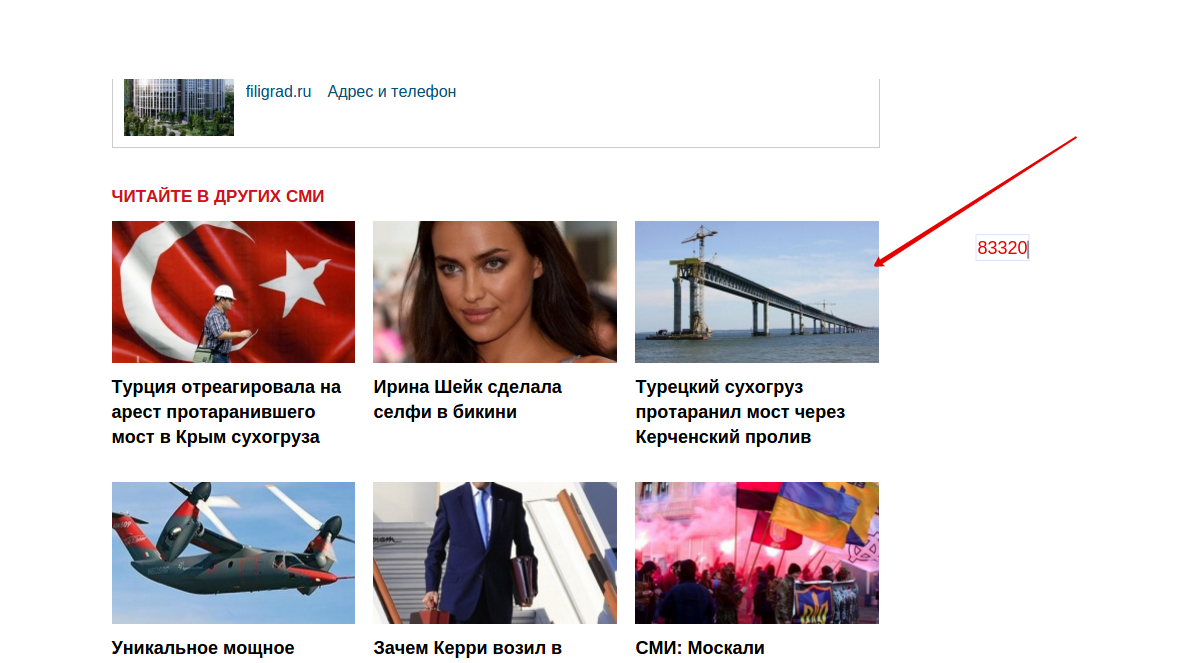 filigrad.ru Адрес и телефон
ЧИТАЙТЕ В ДРУГИХ СМИ
83320
Турция отреагировала на
арест протаранившего
мост в Крым сухогруза
Ирина Шейк сделала
селфи в бикини
Турецкий сухогруз
протаранил мост через
Керченский пролив
Уникальное мощное
Зачем Керри возил в
СМИ: Москали